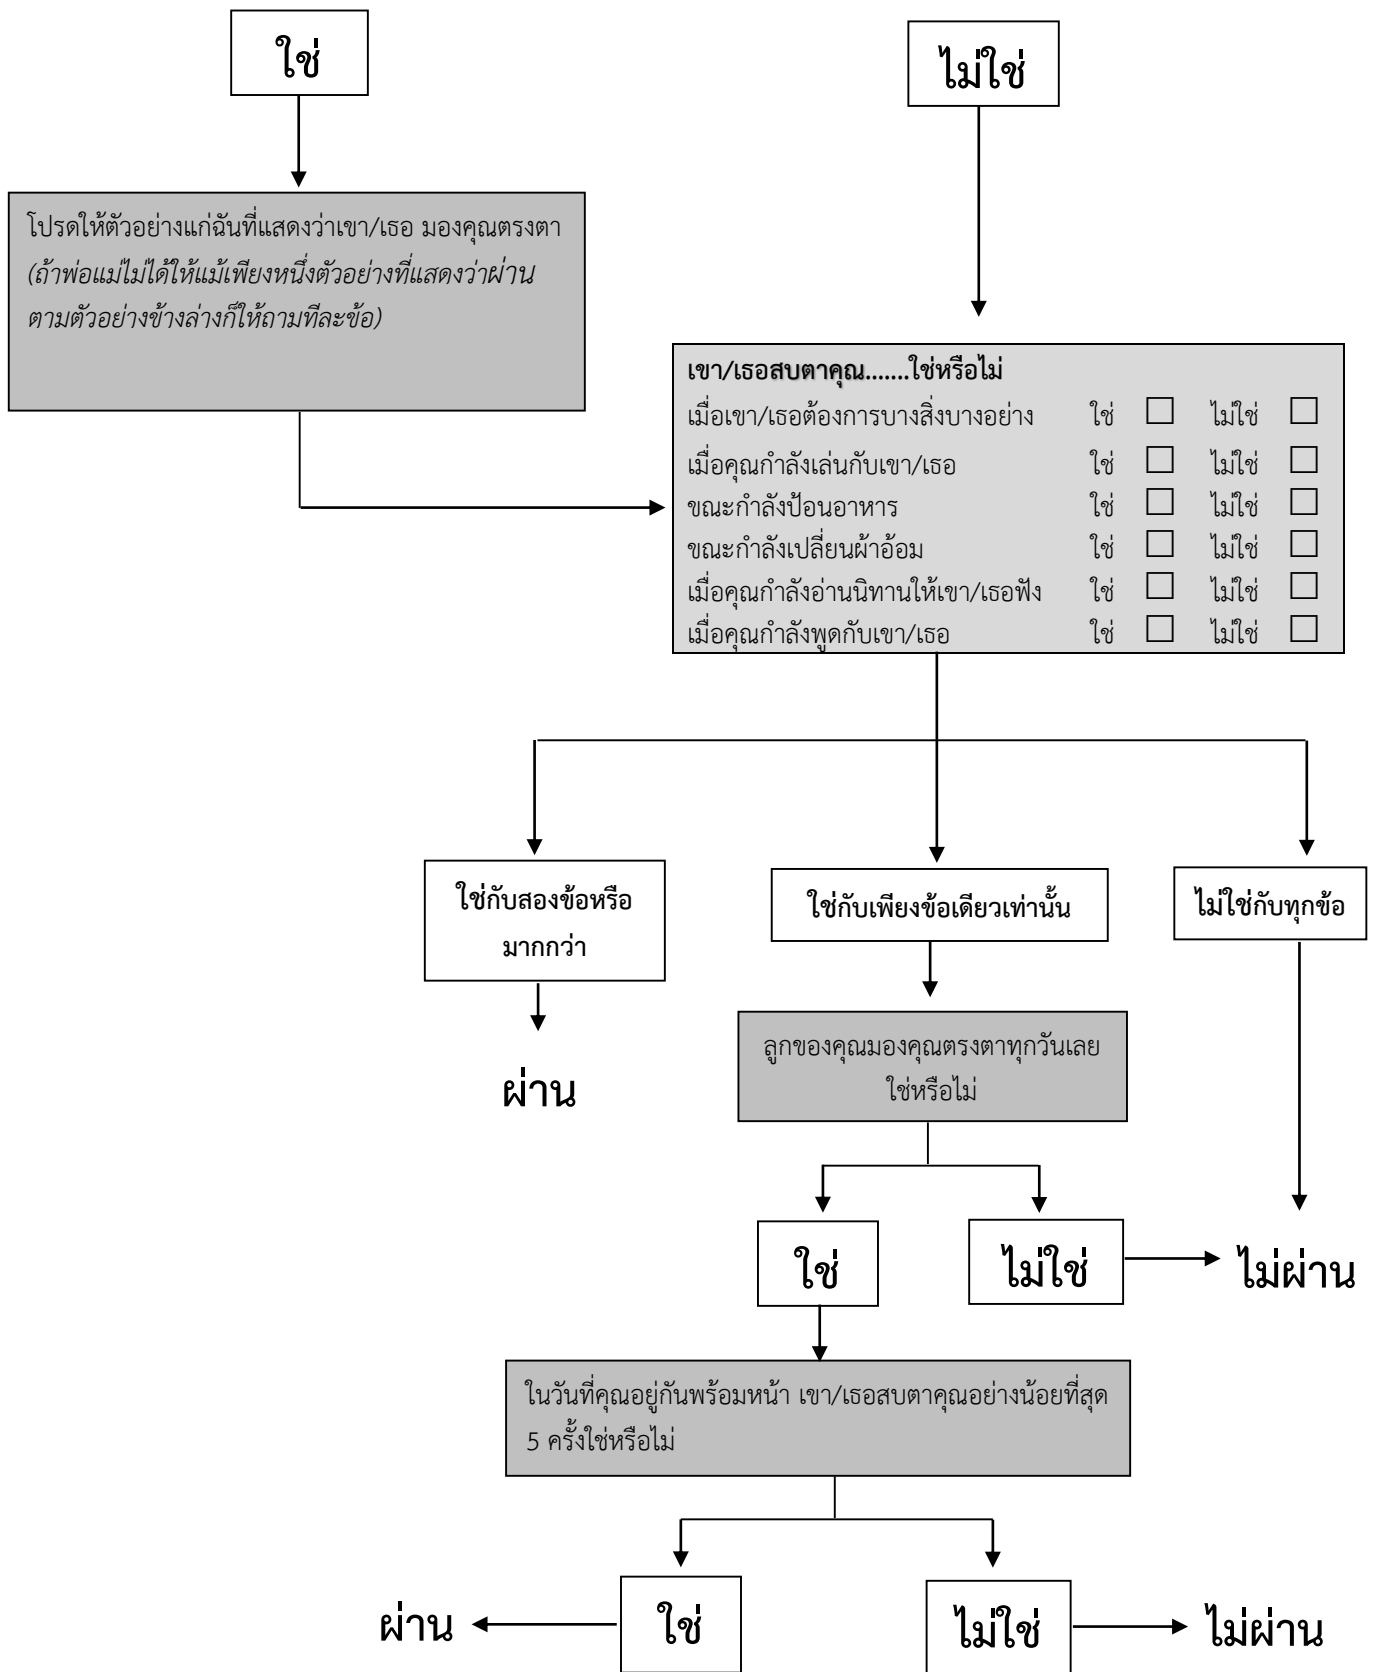 ใช่
ไม่ใช่
โปรดให้ตัวอย่างแก่ฉันที่แสดงว่าเขา/เธอ มองคุณตรงตา
(ถ้าพ่อแม่ไม่ได้ให้แม้เพียงหนึ่งตัวอย่างที่แสดงว่าผ่าน
ตามตัวอย่างข้างล่างก็ให้ถามทีละข้อ)
เขา/เธอสบตาคุณ.......ใช่หรือไม่
เมื่อเขา/เธอต้องการบางสิ่งบางอย่าง ใช่ ☐ ไม่ใช่ ☐
เมื่อคุณกำลังเล่นกับเขา/เธอ ใช่ ☐ ไม่ใช่ ☐
ขณะกำลังป้อนอาหาร ใช่ ☐ ไม่ใช่ ☐
ขณะกำลังเปลี่ยนผ้าอ้อม ใช่ ☐ ไม่ใช่ ☐
เมื่อคุณกำลังอ่านนิทานให้เขา/เธอฟัง ใช่ ☐ ไม่ใช่ ☐
เมื่อคุณกำลังพูดกับเขา/เธอ ใช่ ☐ ไม่ใช่ ☐
ใช่กับสองข้อหรือ
มากกว่า
ใช่กับเพียงข้อเดียวเท่านั้น
ไม่ใช่กับทุกข้อ
ผ่าน
ลูกของคุณมองคุณตรงตาทุกวันเลย
ใช่หรือไม่
ใช่
ไม่ใช่
ไม่ผ่าน
ในวันที่คุณอยู่กันพร้อมหน้า เขา/เธอสบตาคุณอย่างน้อยที่สุด
5 ครั้งใช่หรือไม่
ผ่าน
ใช่
ไม่ใช่
ไม่ผ่าน